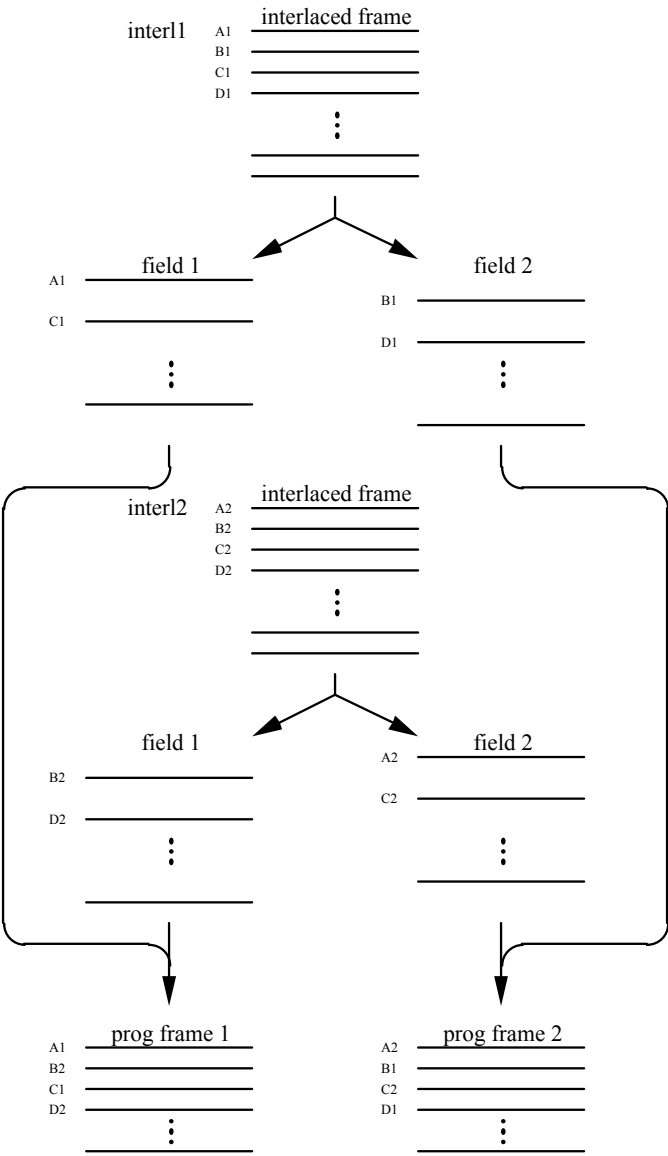 interlaced frame
interl1
A1
B1
C1
D1
field 1
A1
C1
field 2
B1
D1
interlaced frame
interl2
A2
B2
C2
D2
field 1
B2
D2
field 2
A2
C2
prog frame 1
A1
B2
C1
D2
prog frame 2
A2
B1
C2
D1